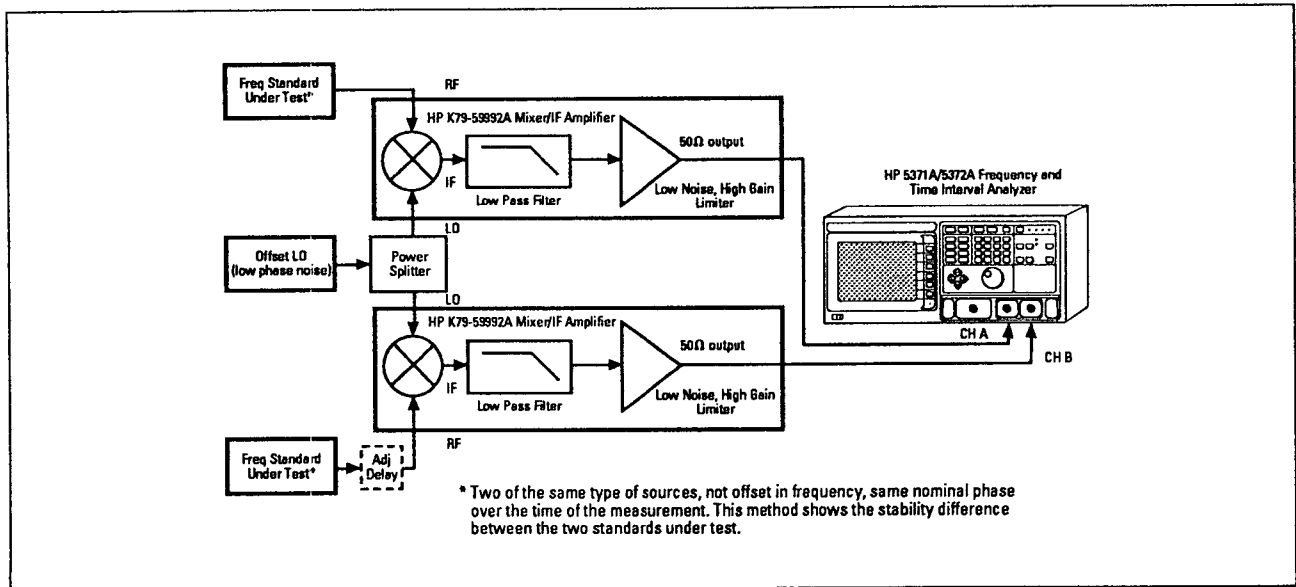 Freq Standard
Under Test*
RF
HP K79-59992A Mixer/IF Amplifier
50Ω output
IF
Low Pass Filter
Low Noise, High Gain
Limiter
LO
HP 5371A/5372A Frequency and
Time Interval Analyzer
Offset LO
(low phase noise)
Power
Splitter
LO
HP K79-59992A Mixer/IF Amplifier
50Ω output
IF
Low Pass Filter
Low Noise, High Gain
Limiter
CH A
CH B
RF
Freq Standard
Under Test*
Adj
Delay
* Two of the same type of sources, not offset in frequency, same nominal phase
over the time of the measurement. This method shows the stability difference
between the two standards under test.